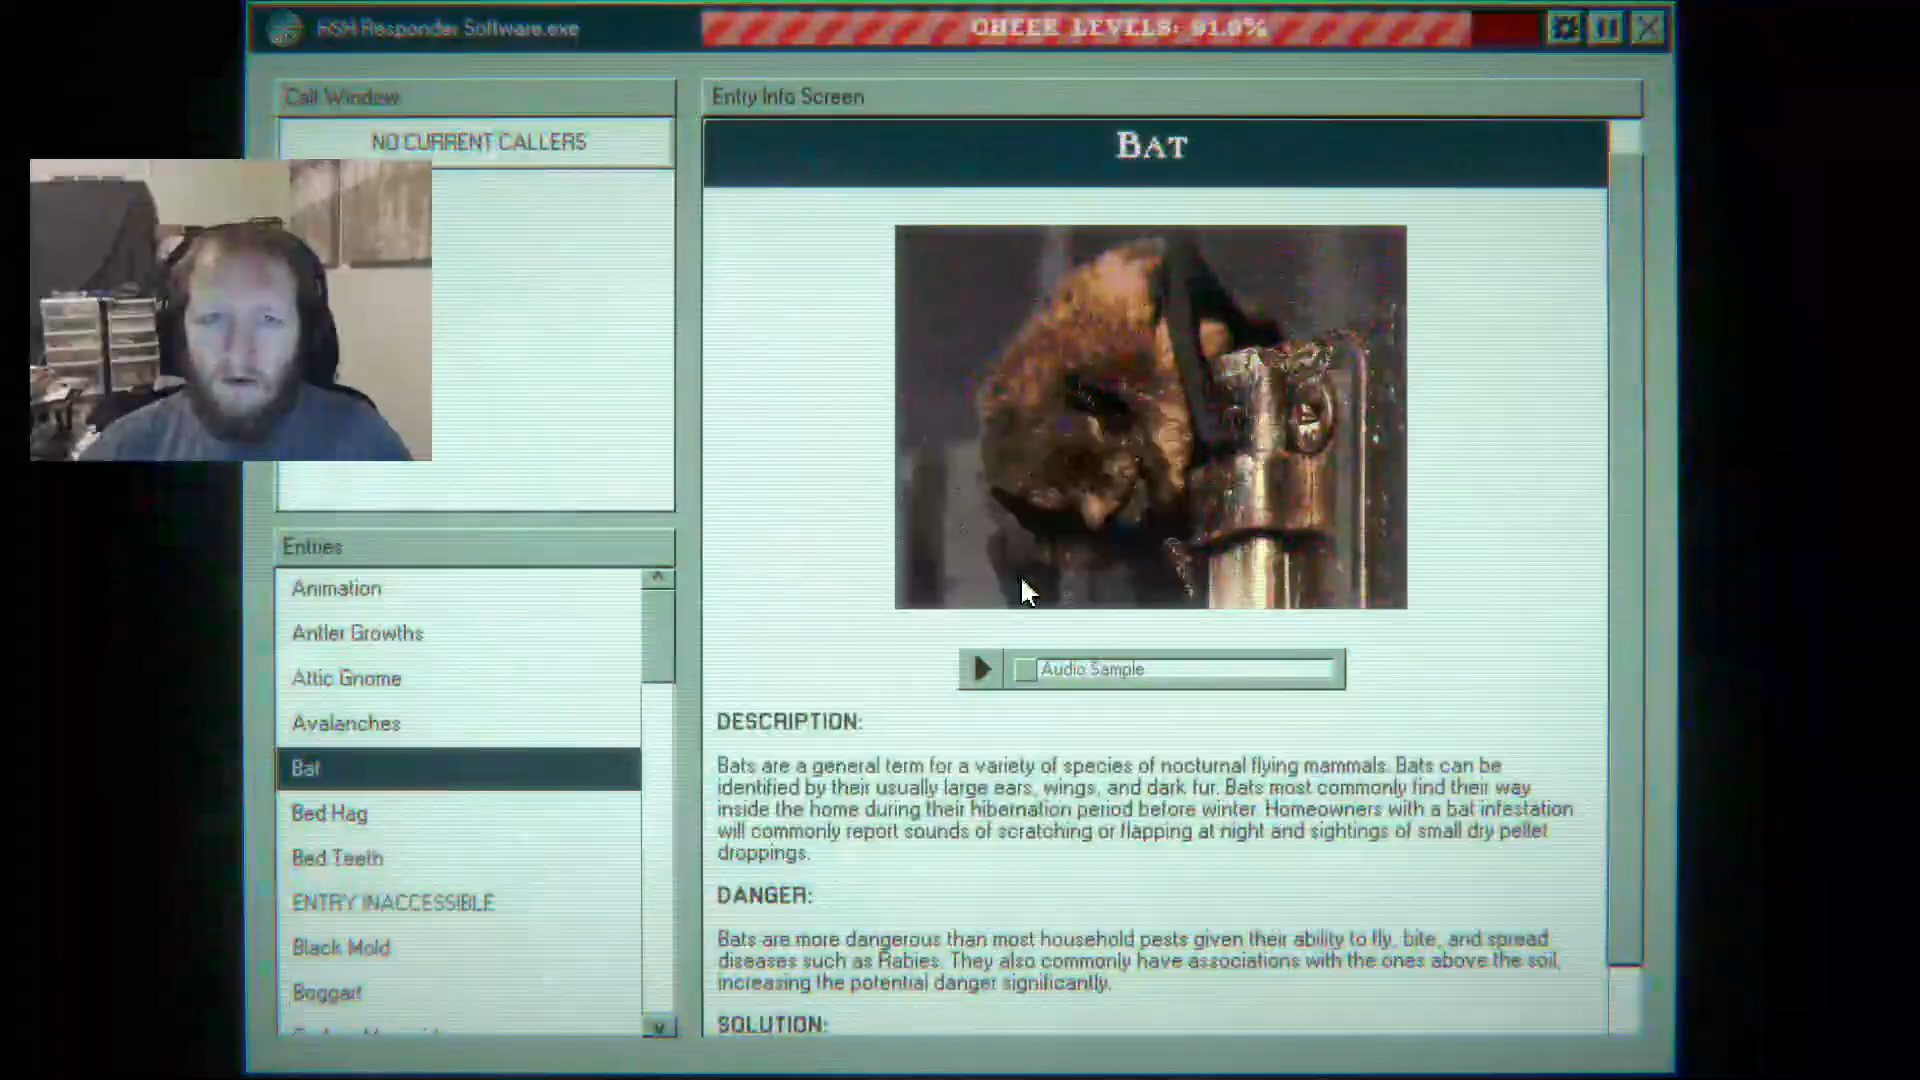 HSH Responder Software.exe
CHEER LEVELS: 91.0%
Call Window
NO CURRENT CALLERS
Entries
Animation
Antler Growths
Attic Gnome
Avalanches
Bat
Bed Hag
Bed Teeth
ENTRY INACCESSIBLE
Black Mold
Boggart
Entry Info Screen
BAT
Audio Sample
DESCRIPTION:
Bats are a general term for a variety of species of nocturnal flying mammals. Bats can be
identified by their usually large ears, wings, and dark fur. Bats most commonly find their way
inside the home during their hibernation period before winter. Homeowners with a bat infestation
will commonly report sounds of scratching or flapping at night and sightings of small dry pellet
droppings.
DANGER:
Bats are more dangerous than most household pests given their ability to fly, bite, and spread
diseases such as Rabies. They also commonly have associations with the ones above the soil,
increasing the potential danger significantly.
SOLUTION: